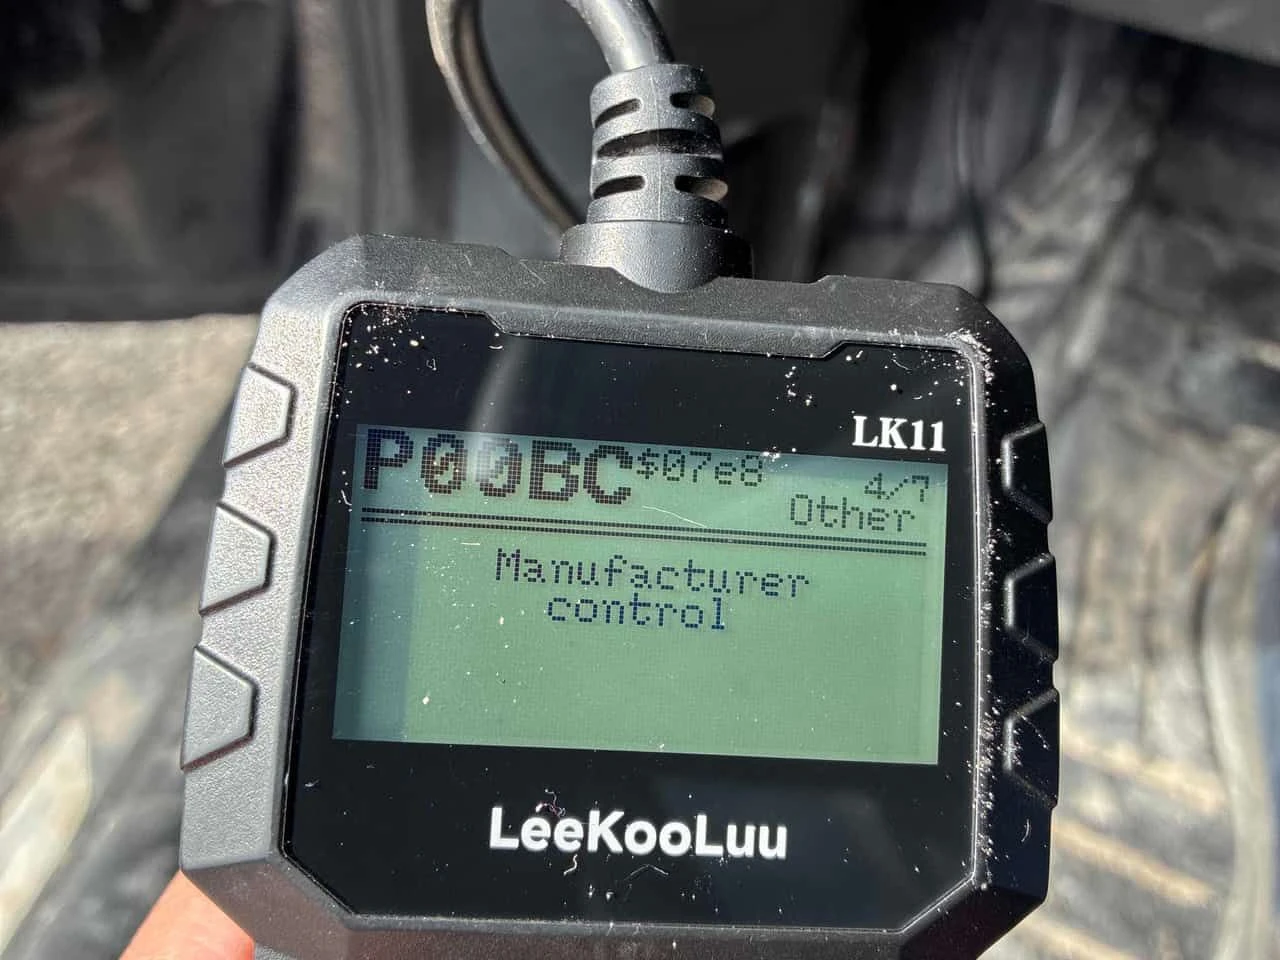 LK11
P00BC $07e8 4/7
Other
Manufacturer
control
LeeKooLuu